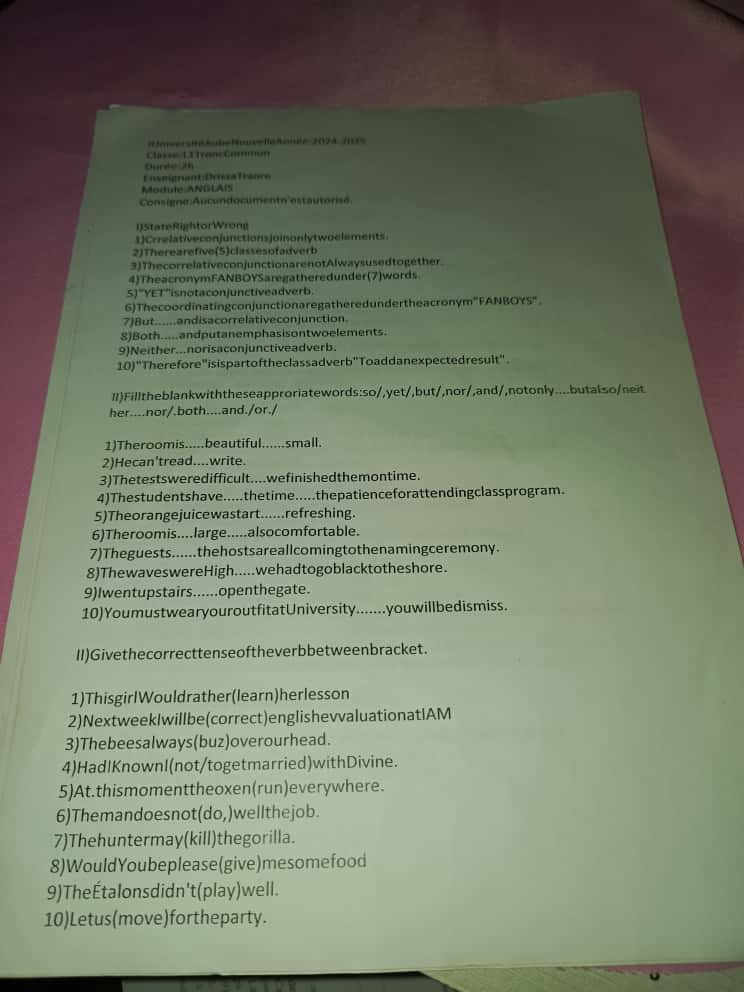 UniversitéAubeNouvelleAnnée:2024-2025
Classe:L1TroncCommun
Durée:2h
Enseignant:DrissaTraore
Module:ANGLAIS
Consigne:Aucundocumentn'estautorisé.
I)StateRightorWrong
1)Crrelativeconjunctionsjoinonlytwoelements.
2)Therearefive(5)classesofadverb
3)ThecorrelativeconjunctionarenotAlwaysusedtogether.
4)TheacronymFANBOYSaregatheredunder(7)words.
5)"YET"isnotaconjunctiveadverb.
6)Thecoordinatingconjunctionaregatheredundertheacronym"FANBOYS".
7)But......andisacorrelativeconjunction.
8)Both.....andputanemphasisontwoelements.
9)Neither...norisaconjunctiveadverb.
10)"Therefore"isispartoftheclassadverb"Toaddanexpectedresult".
II)Filltheblankwiththeseapproriatewords:so/,yet/,but/,nor/,and/,notonly....butalso/neit
her....nor/.both....and./or./
1)Theroomis.....beautiful......small.
2)Hecan'tread....write.
3)Thetestsweredifficult....wefinishedthemontime.
4)Thestudentshave.....thetime.....thepatienceforattendingclassprogram.
5)Theorangejuicewastart......refreshing.
6)Theroomis....large.....alsocomfortable.
7)Theguests......thehostsareallcomingtothenamingceremony.
8)ThewaveswereHigh.....wehadtogoblacktotheshore.
9)Iwentupstairs......openthegate.
10)YoumustwearyouroutfitatUniversity.......youwillbedismiss.
II)Givethecorrecttenseoftheverbbetweenbracket.
1)ThisgirlWouldrather(learn)herlesson
2)NextweekIwillbe(correct)englishevvaluationatIAM
3)Thebeesalways(buz)overourhead.
4)HadIKnownI(not/togetmarried)withDivine.
5)At.thismomenttheoxen(run)everywhere.
6)Themandoesnot(do,)wellthejob.
7)Thehuntermay(kill)thegorilla.
8)WouldYoubeplease(give)mesomefood
9)TheÉtalonsdidn't(play)well.
10)Letus(move)fortheparty.